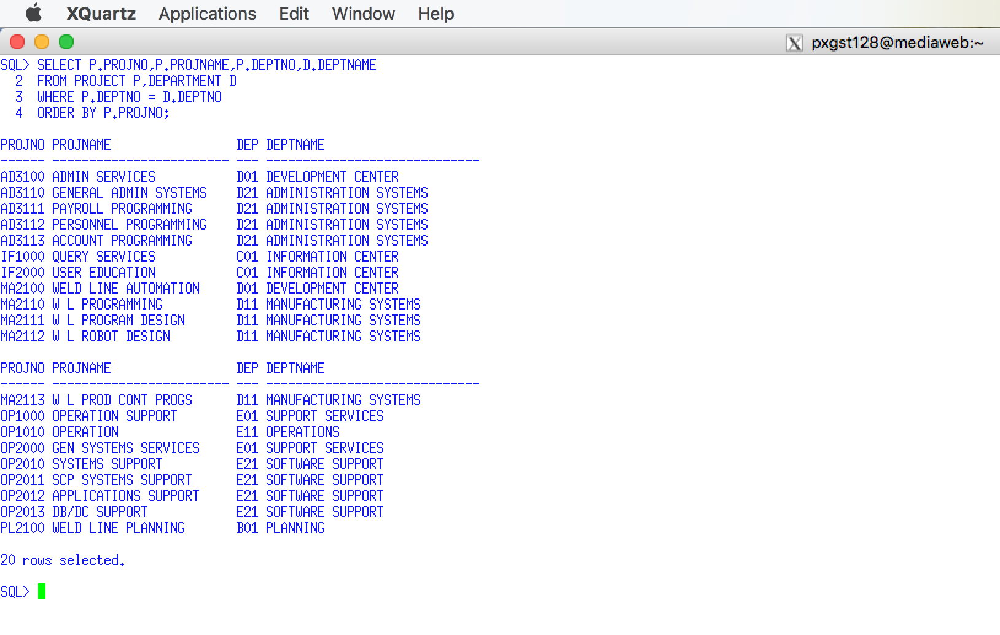 XQuartz Applications Edit Window Help
X pxgst128@mediaweb:~
SQL> SELECT P.PROJNO,P.PROJNAME,P.DEPTNO,D.DEPTNAME
  2  FROM PROJECT P,DEPARTMENT D
  3  WHERE P.DEPTNO = D.DEPTNO
  4  ORDER BY P.PROJNO;

PROJNO PROJNAME                 DEP DEPTNAME
------ ------------------------ --- -----------------------------
AD3100 ADMIN SERVICES           D01 DEVELOPMENT CENTER
AD3110 GENERAL ADMIN SYSTEMS    D21 ADMINISTRATION SYSTEMS
AD3111 PAYROLL PROGRAMMING      D21 ADMINISTRATION SYSTEMS
AD3112 PERSONNEL PROGRAMMING    D21 ADMINISTRATION SYSTEMS
AD3113 ACCOUNT PROGRAMMING      D21 ADMINISTRATION SYSTEMS
IF1000 QUERY SERVICES           C01 INFORMATION CENTER
IF2000 USER EDUCATION           C01 INFORMATION CENTER
MA2100 WELD LINE AUTOMATION     D01 DEVELOPMENT CENTER
MA2110 W L PROGRAMMING          D11 MANUFACTURING SYSTEMS
MA2111 W L PROGRAM DESIGN       D11 MANUFACTURING SYSTEMS
MA2112 W L ROBOT DESIGN         D11 MANUFACTURING SYSTEMS

PROJNO PROJNAME                 DEP DEPTNAME
------ ------------------------ --- -----------------------------
MA2113 W L PROD CONT PROGS      D11 MANUFACTURING SYSTEMS
OP1000 OPERATION SUPPORT        E01 SUPPORT SERVICES
OP1010 OPERATION                E11 OPERATIONS
OP2000 GEN SYSTEMS SERVICES     E01 SUPPORT SERVICES
OP2010 SYSTEMS SUPPORT          E21 SOFTWARE SUPPORT
OP2011 SCP SYSTEMS SUPPORT      E21 SOFTWARE SUPPORT
OP2012 APPLICATIONS SUPPORT     E21 SOFTWARE SUPPORT
OP2013 DB/DC SUPPORT            E21 SOFTWARE SUPPORT
PL2100 WELD LINE PLANNING       B01 PLANNING

20 rows selected.

SQL>